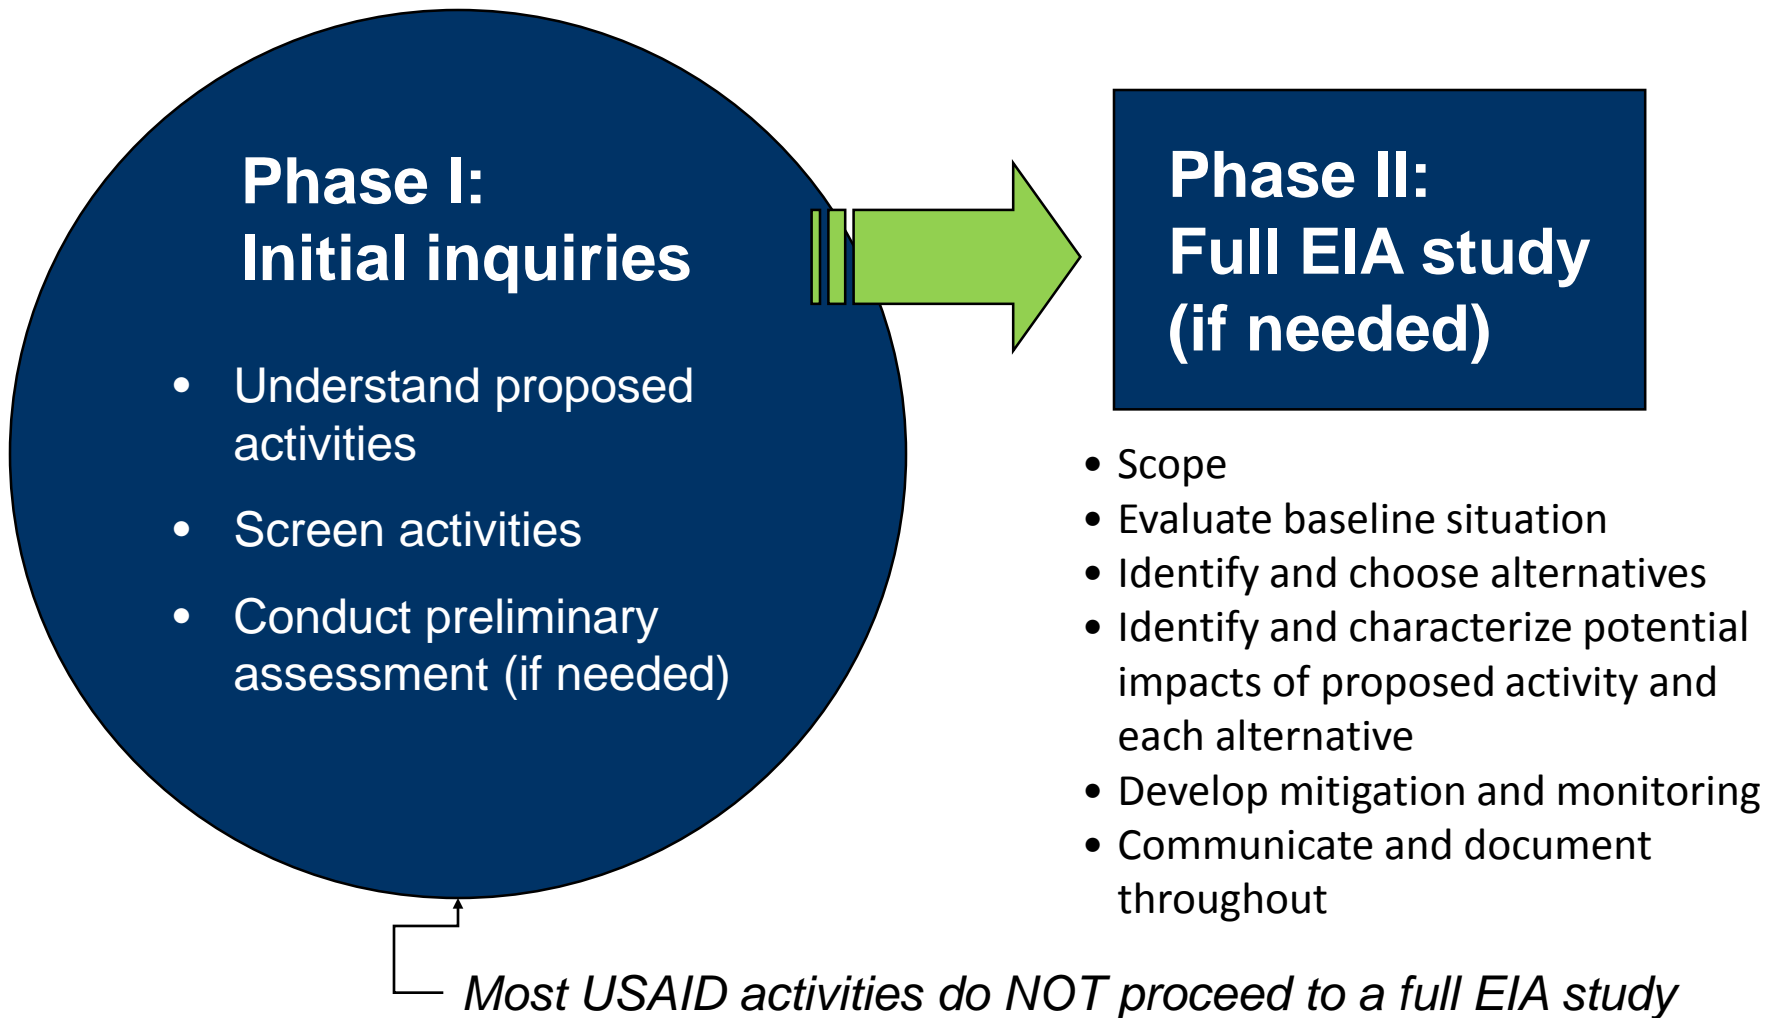 Phase I:
Initial inquiries
• Understand proposed
activities
• Screen activities
• Conduct preliminary
assessment (if needed)
Phase II:
Full EIA study
(if needed)
• Scope
• Evaluate baseline situation
• Identify and choose alternatives
• Identify and characterize potential
impacts of proposed activity and
each alternative
• Develop mitigation and monitoring
• Communicate and document
throughout
Most USAID activities do NOT proceed to a full EIA study